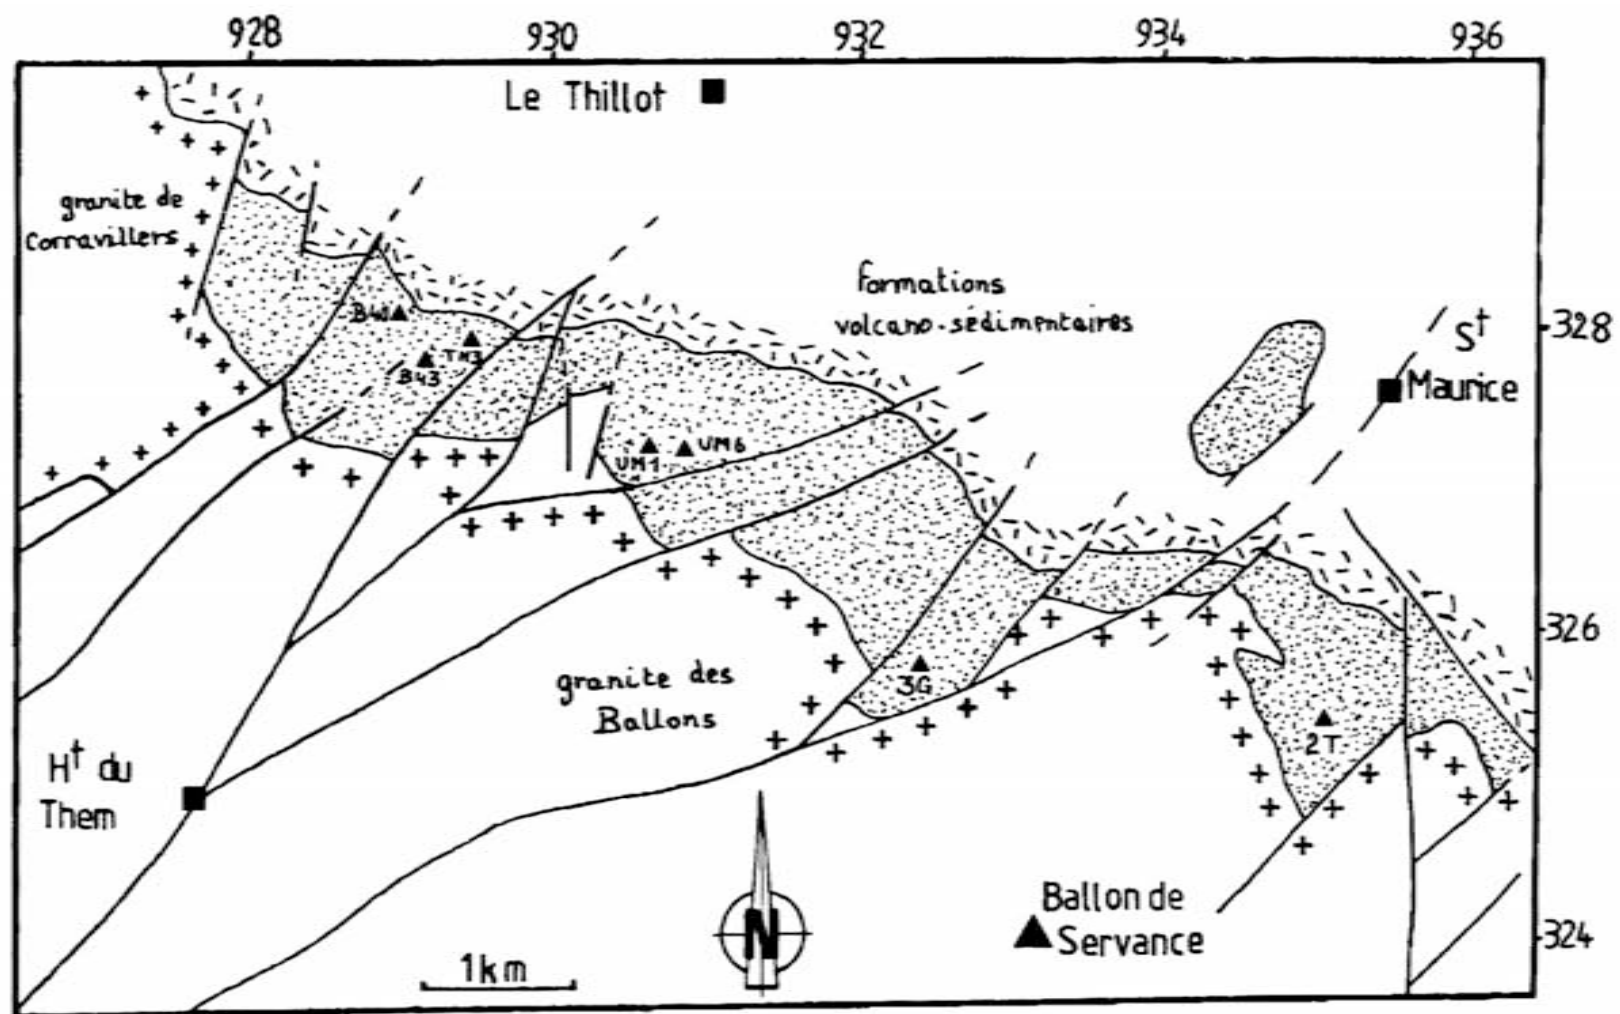 928 930 932 934 936
Le Thillot
granite de
Corravillers
formations
volcano-sédimentaires
328
St
Maurice
TH3
B43
UM1 UM6
326
3G
granite des
Ballons
2T
Ht du
Them
Ballon de
Servance
324
1km
N